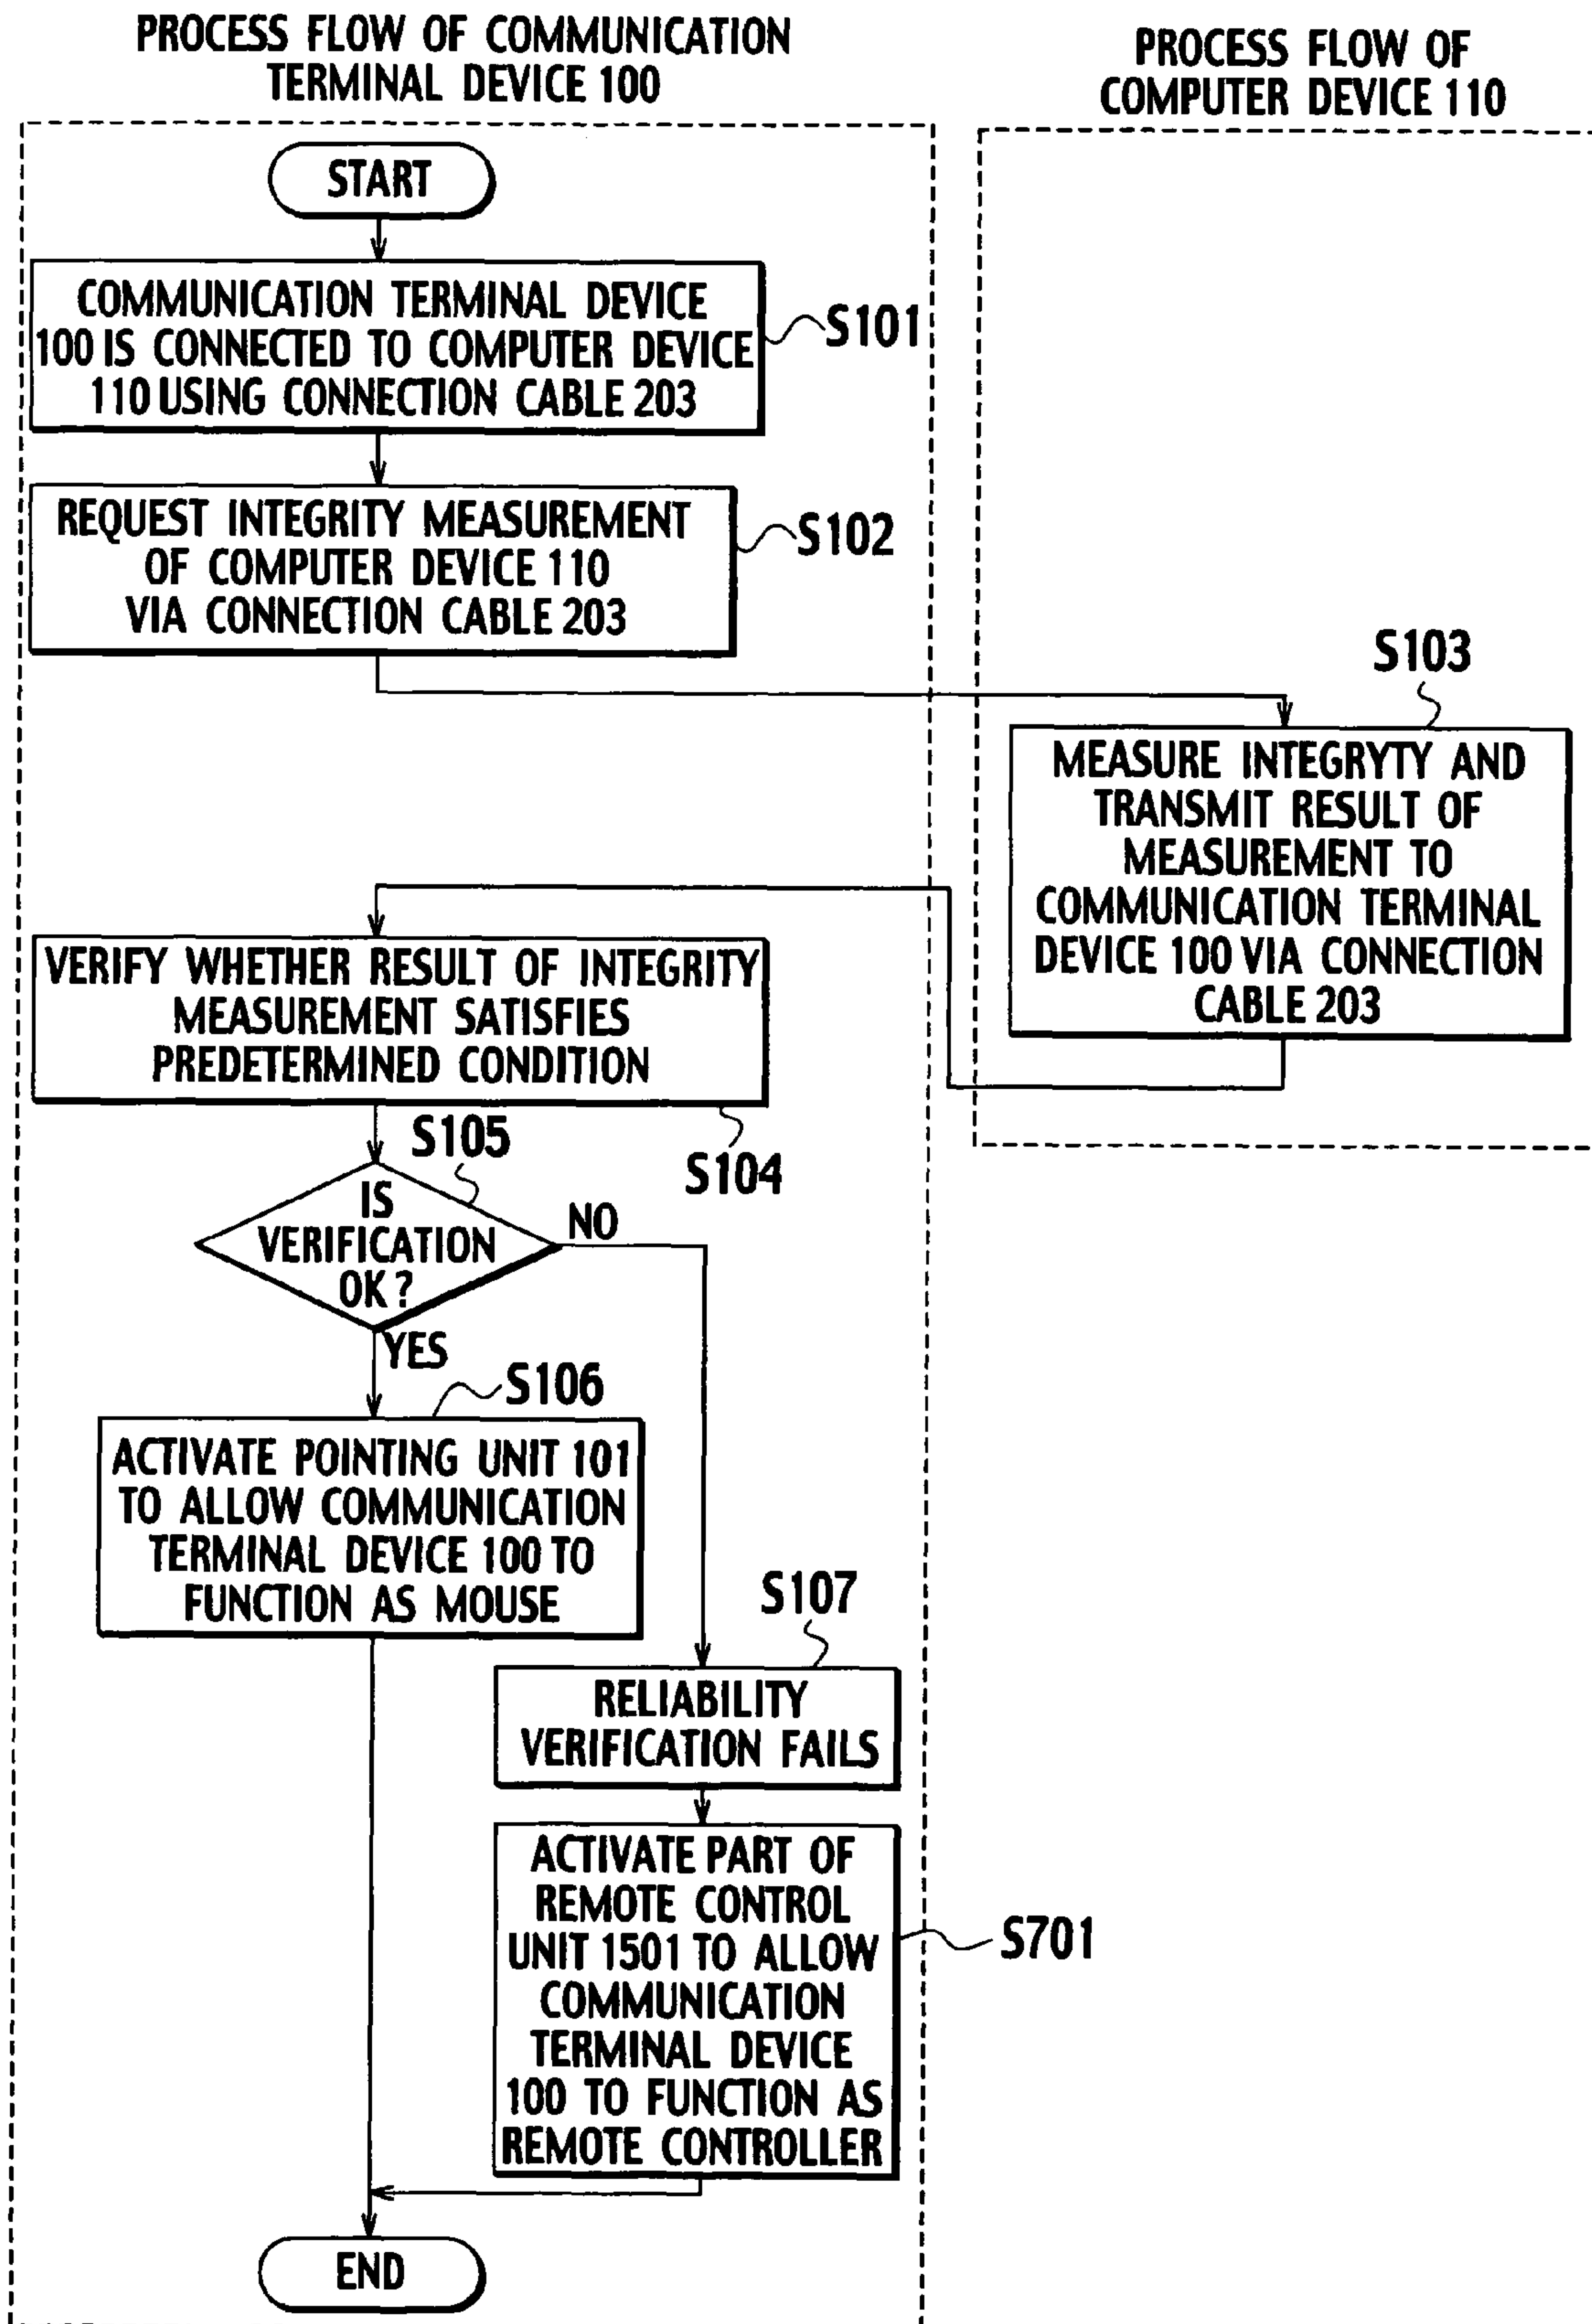 PROCESS FLOW OF COMMUNICATION
TERMINAL DEVICE 100
PROCESS FLOW OF
COMPUTER DEVICE 110
START
COMMUNICATION TERMINAL DEVICE
100 IS CONNECTED TO COMPUTER DEVICE
110 USING CONNECTION CABLE 203
S101
REQUEST INTEGRITY MEASUREMENT
OF COMPUTER DEVICE 110
VIA CONNECTION CABLE 203
S102
S103
MEASURE INTEGRYTY AND
TRANSMIT RESULT OF
MEASUREMENT TO
COMMUNICATION TERMINAL
DEVICE 100 VIA CONNECTION
CABLE 203
VERIFY WHETHER RESULT OF INTEGRITY
MEASUREMENT SATISFIES
PREDETERMINED CONDITION
S104
S105
IS
VERIFICATION
OK?
NO
YES
S106
ACTIVATE POINTING UNIT 101
TO ALLOW COMMUNICATION
TERMINAL DEVICE 100 TO
FUNCTION AS MOUSE
S107
RELIABILITY
VERIFICATION FAILS
ACTIVATE PART OF
REMOTE CONTROL
UNIT 1501 TO ALLOW
COMMUNICATION
TERMINAL DEVICE
100 TO FUNCTION AS
REMOTE CONTROLLER
S701
END